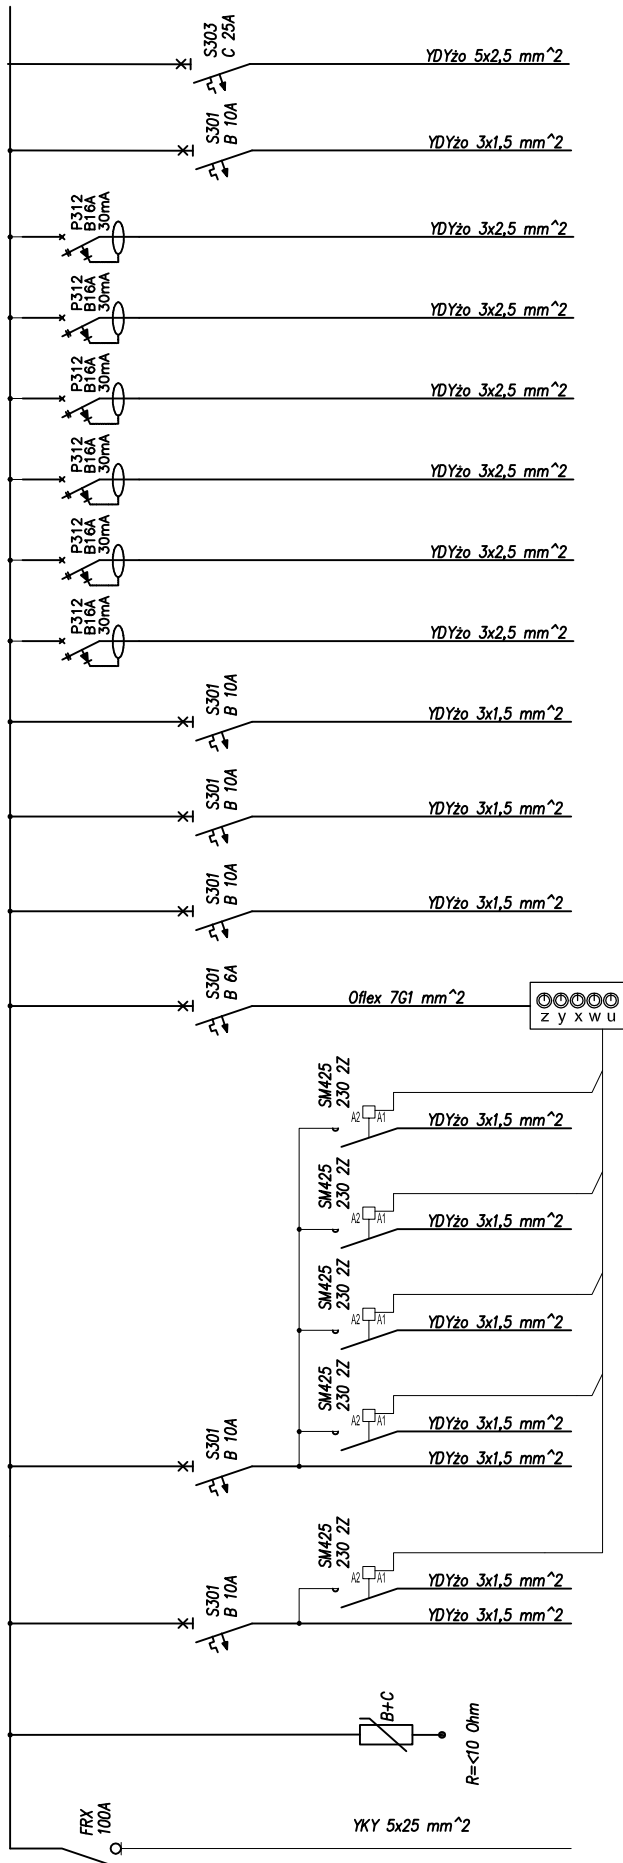 S303
C 25A
YDYżo 5x2,5 mm^2
S301
B 10A
YDYżo 3x1,5 mm^2
P312
B16A
30mA
YDYżo 3x2,5 mm^2
P312
B16A
30mA
YDYżo 3x2,5 mm^2
P312
B16A
30mA
YDYżo 3x2,5 mm^2
P312
B16A
30mA
YDYżo 3x2,5 mm^2
P312
B16A
30mA
YDYżo 3x2,5 mm^2
P312
B16A
30mA
YDYżo 3x2,5 mm^2
S301
B 10A
YDYżo 3x1,5 mm^2
S301
B 10A
YDYżo 3x1,5 mm^2
S301
B 10A
YDYżo 3x1,5 mm^2
S301
B 6A
Oflex 7G1 mm^2
z y x w u
SM425
230 2Z
A2 A1
YDYżo 3x1,5 mm^2
SM425
230 2Z
A2 A1
YDYżo 3x1,5 mm^2
SM425
230 2Z
A2 A1
YDYżo 3x1,5 mm^2
SM425
230 2Z
A2 A1
YDYżo 3x1,5 mm^2
S301
B 10A
YDYżo 3x1,5 mm^2
SM425
230 2Z
A2 A1
YDYżo 3x1,5 mm^2
S301
B 10A
YDYżo 3x1,5 mm^2
B+C
R=<10 Ohm
FRX
100A
YKY 5x25 mm^2